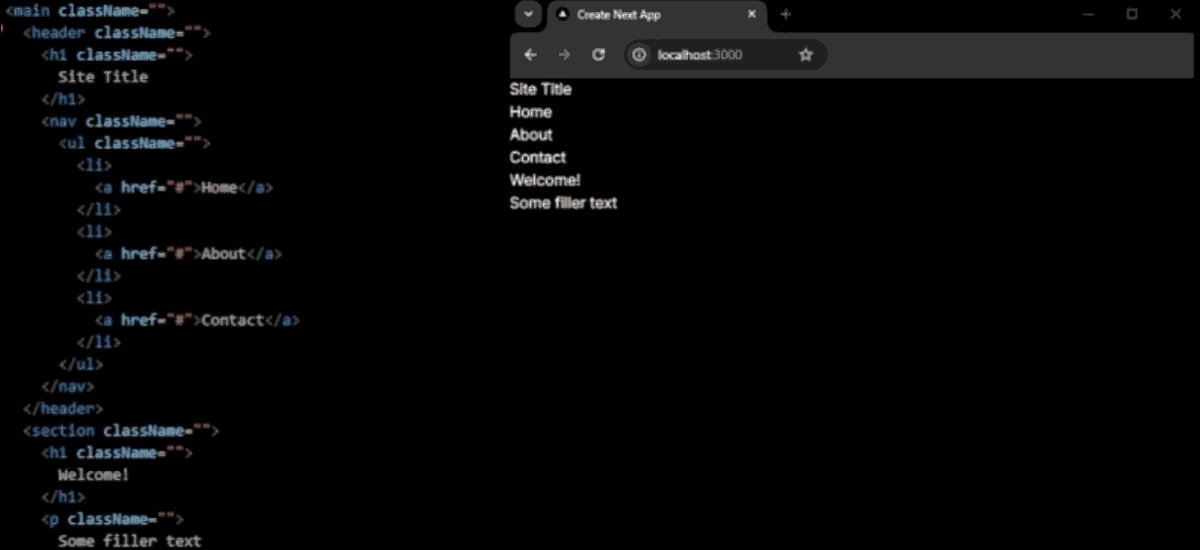 <main className="">
<header className="">
<h1 className="">
Site Title
</h1>
<nav className="">
<ul className="">
<li>
<a href="#">Home</a>
</li>
<li>
<a href="#">About</a>
</li>
<li>
<a href="#">Contact</a>
</li>
</ul>
</nav>
</header>
<section className="">
<h1 className="">
Welcome!
</h1>
<p className="">
Some filler text
Create Next App
localhost:3000
Site Title
Home
About
Contact
Welcome!
Some filler text